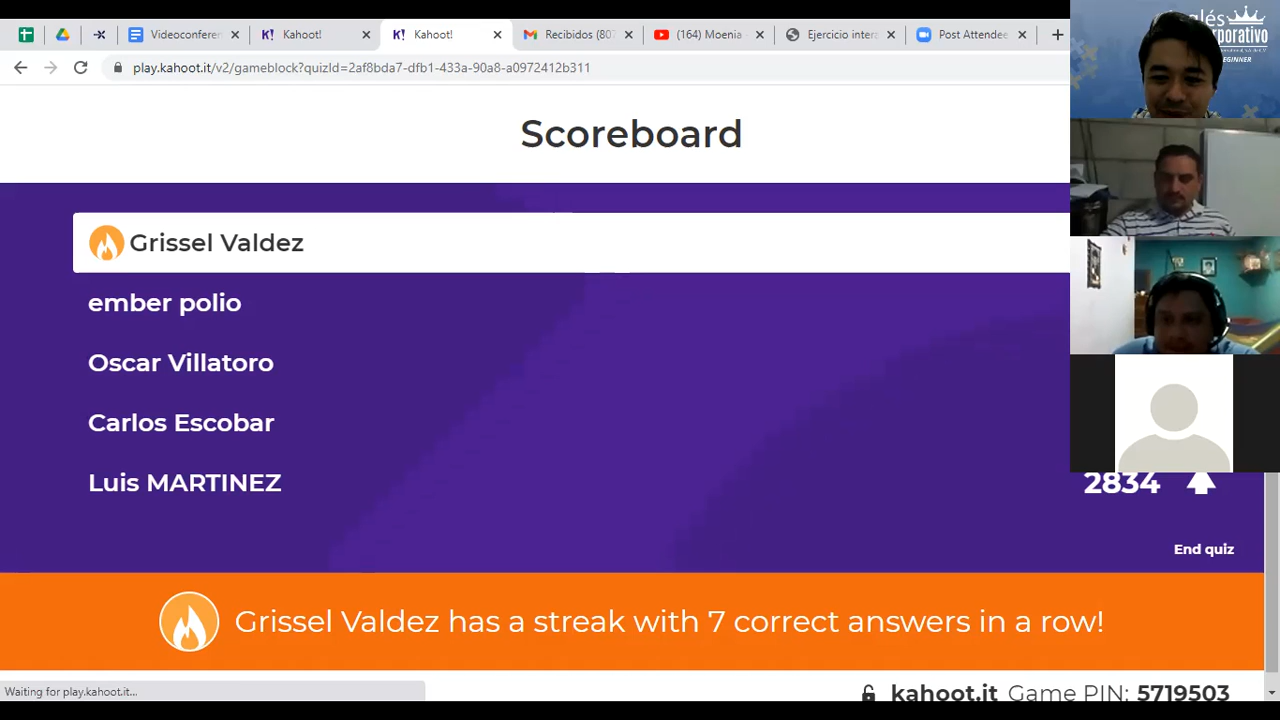 Videoconferen
Kahoot!
Kahoot!
Recibidos (80
(164) Moenia
Ejercicio inter
Post Attendee
play.kahoot.it/v2/gameblock?quizId=2af8bda7-dfb1-433a-90a8-a0972412b311
Scoreboard
Grissel Valdez
ember polio
Oscar Villatoro
Carlos Escobar
Luis MARTINEZ
2834
End quiz
Grissel Valdez has a streak with 7 correct answers in a row!
Waiting for play.kahoot.it...
kahoot.it Game PIN: 5719503